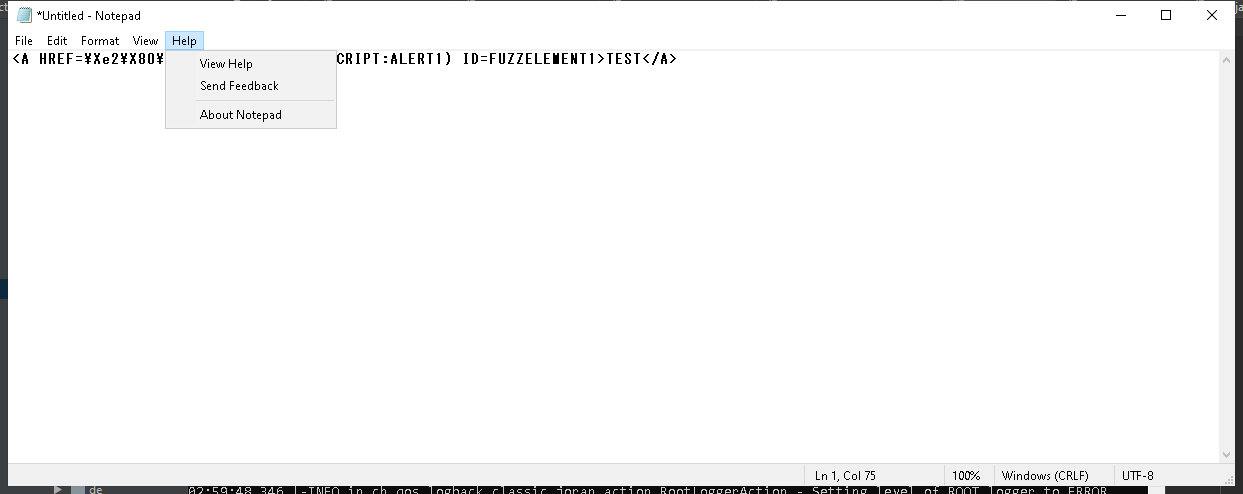 *Untitled - Notepad
File Edit Format View Help
<A HREF=¥Xe2¥X80¥ CRIPT:ALERT1) ID=FUZZELEMENT1>TEST</A>
View Help
Send Feedback
About Notepad
Ln 1, Col 75 100% Windows (CRLF) UTF-8
de 02:59:48,346 |-INFO in ch.qos.logback.classic.joran.action.RootLoggerAction - Setting level of ROOT logger to ERROR